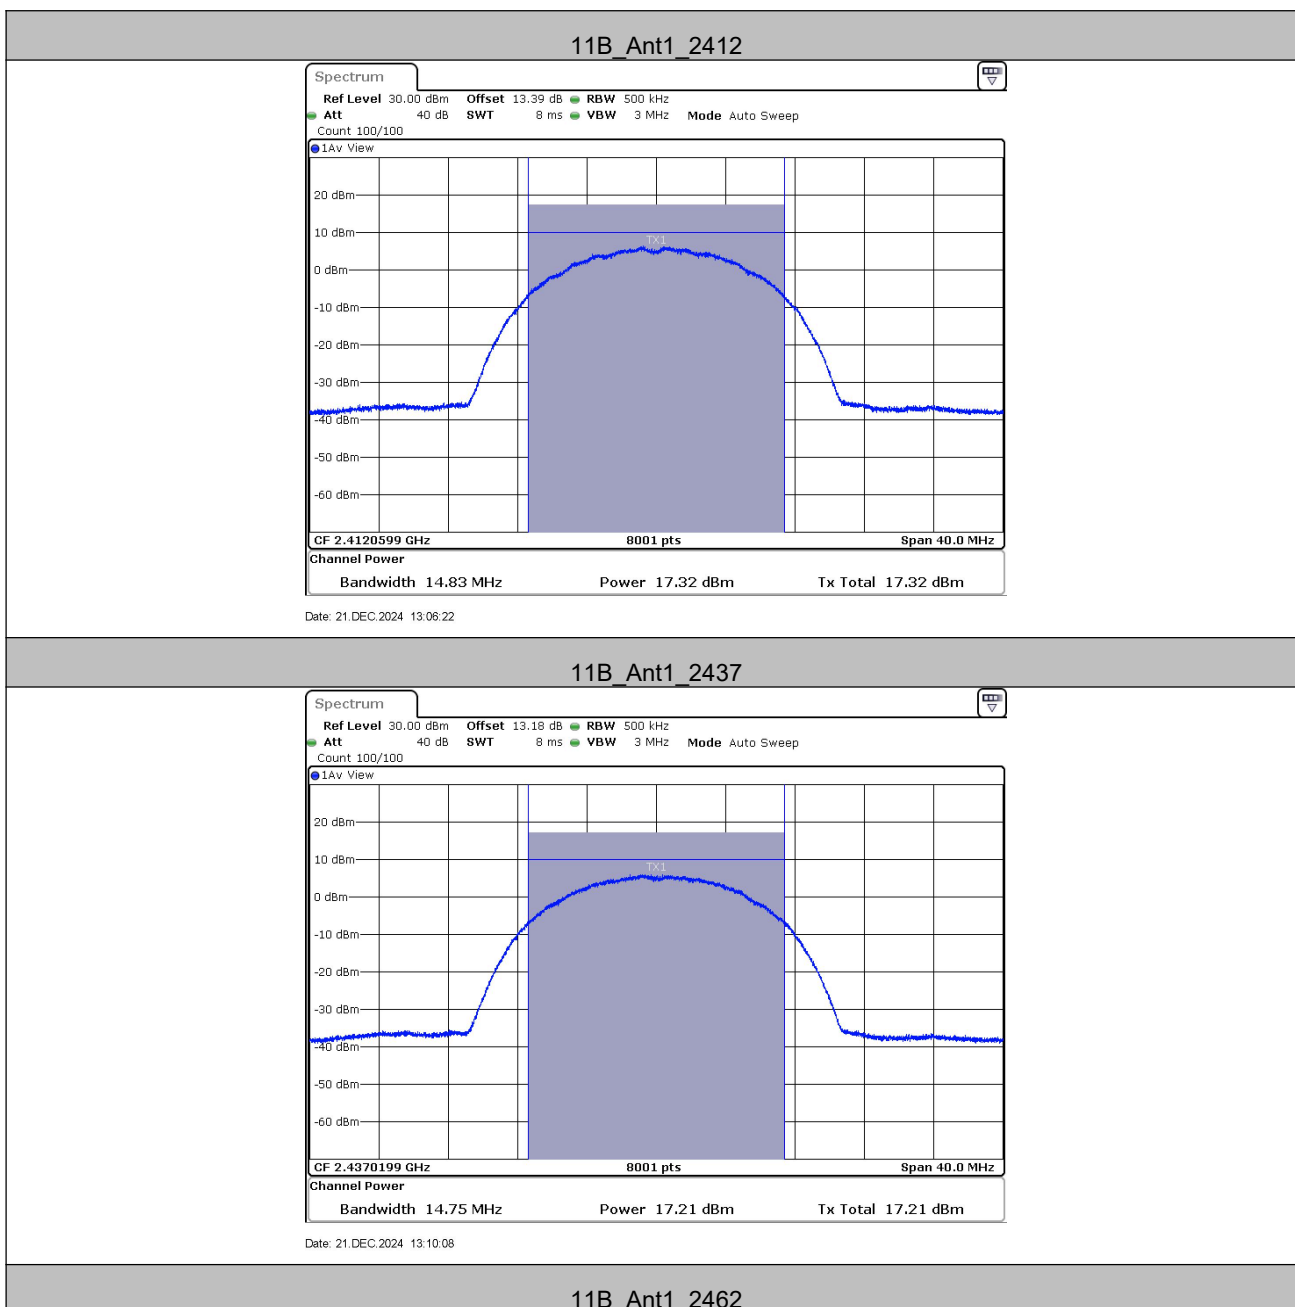 11B_Ant1_2412
Spectrum
Ref Level 30.00 dBm Offset 13.39 dB RBW 500 kHz
Att 40 dB SWT 8 ms VBW 3 MHz Mode Auto Sweep
Count 100/100
1Av View
20 dBm
10 dBm
TX1
0 dBm
-10 dBm
-20 dBm
-30 dBm
-40 dBm
-50 dBm
-60 dBm
CF 2.4120599 GHz 8001 pts Span 40.0 MHz
Channel Power
Bandwidth 14.83 MHz Power 17.32 dBm Tx Total 17.32 dBm
Date: 21.DEC.2024 13:06:22
11B_Ant1_2437
Spectrum
Ref Level 30.00 dBm Offset 13.18 dB RBW 500 kHz
Att 40 dB SWT 8 ms VBW 3 MHz Mode Auto Sweep
Count 100/100
1Av View
20 dBm
10 dBm
TX1
0 dBm
-10 dBm
-20 dBm
-30 dBm
-40 dBm
-50 dBm
-60 dBm
CF 2.4370199 GHz 8001 pts Span 40.0 MHz
Channel Power
Bandwidth 14.75 MHz Power 17.21 dBm Tx Total 17.21 dBm
Date: 21.DEC.2024 13:10:08
11B_Ant1_2462